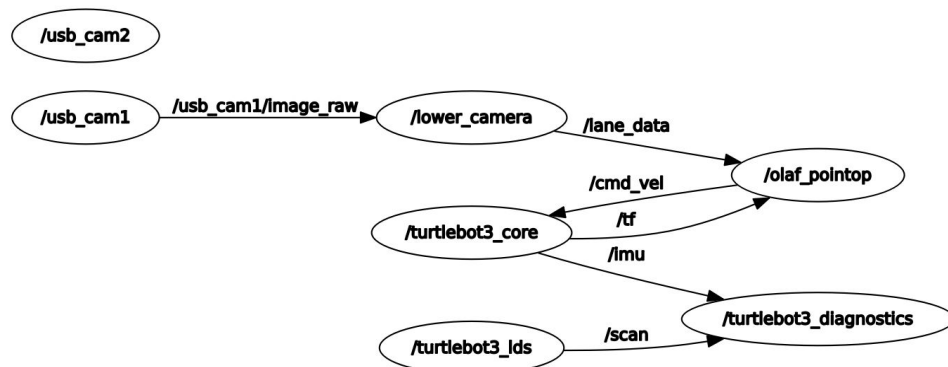 /usb_cam2
/usb_cam1
/usb_cam1/image_raw
/lower_camera
/lane_data
/olaf_pointop
/cmd_vel
/turtlebot3_core
/tf
/imu
/turtlebot3_diagnostics
/turtlebot3_lds
/scan